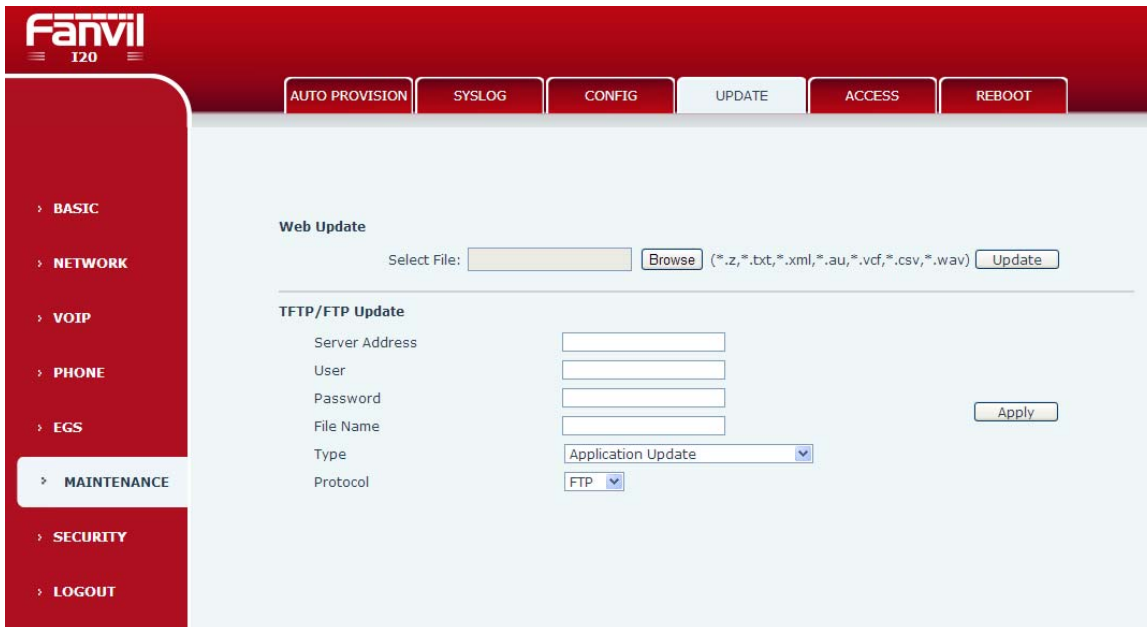 Fanvil
I20
AUTO PROVISION SYSLOG CONFIG UPDATE ACCESS REBOOT
› BASIC
› NETWORK
› VOIP
› PHONE
› EGS
› MAINTENANCE
› SECURITY
› LOGOUT
Web Update
Select File: Browse (*.z,*.txt,*.xml,*.au,*.vcf,*.csv,*.wav) Update
TFTP/FTP Update
Server Address
User
Password
File Name
Type Application Update
Protocol FTP
Apply